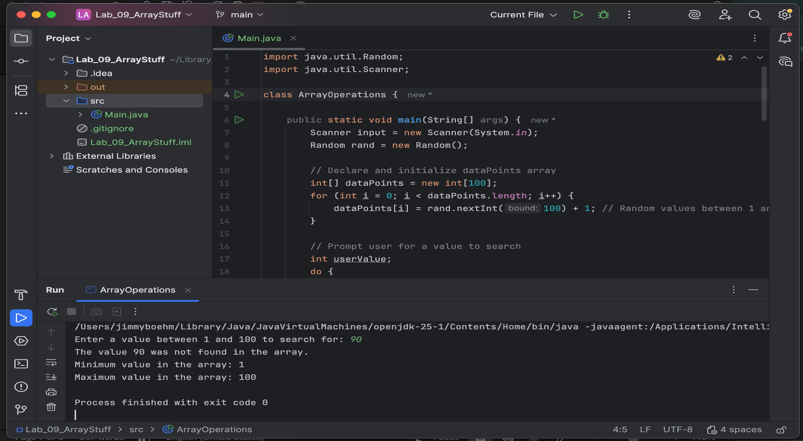 LA Lab_09_ArrayStuff main Current File
Project
Main.java
Lab_09_ArrayStuff ~/Library
.idea
out
src
Main.java
.gitignore
Lab_09_ArrayStuff.iml
External Libraries
Scratches and Consoles
1 import java.util.Random;
2 import java.util.Scanner;
3
4 class ArrayOperations { new *
5
6 public static void main(String[] args) { new *
7 Scanner input = new Scanner(System.in);
8 Random rand = new Random();
9
10 // Declare and initialize dataPoints array
11 int[] dataPoints = new int[100];
12 for (int i = 0; i < dataPoints.length; i++) {
13 dataPoints[i] = rand.nextInt( bound: 100) + 1; // Random values between 1 an
14 }
15
16 // Prompt user for a value to search
17 int userValue;
18 do {
2
Run ArrayOperations
/Users/jimmyboehm/Library/Java/JavaVirtualMachines/openjdk-25-1/Contents/Home/bin/java -javaagent:/Applications/Intelli
Enter a value between 1 and 100 to search for: 90
The value 90 was not found in the array.
Minimum value in the array: 1
Maximum value in the array: 100
Process finished with exit code 0
Lab_09_ArrayStuff > src > ArrayOperations 4:5 LF UTF-8 4 spaces